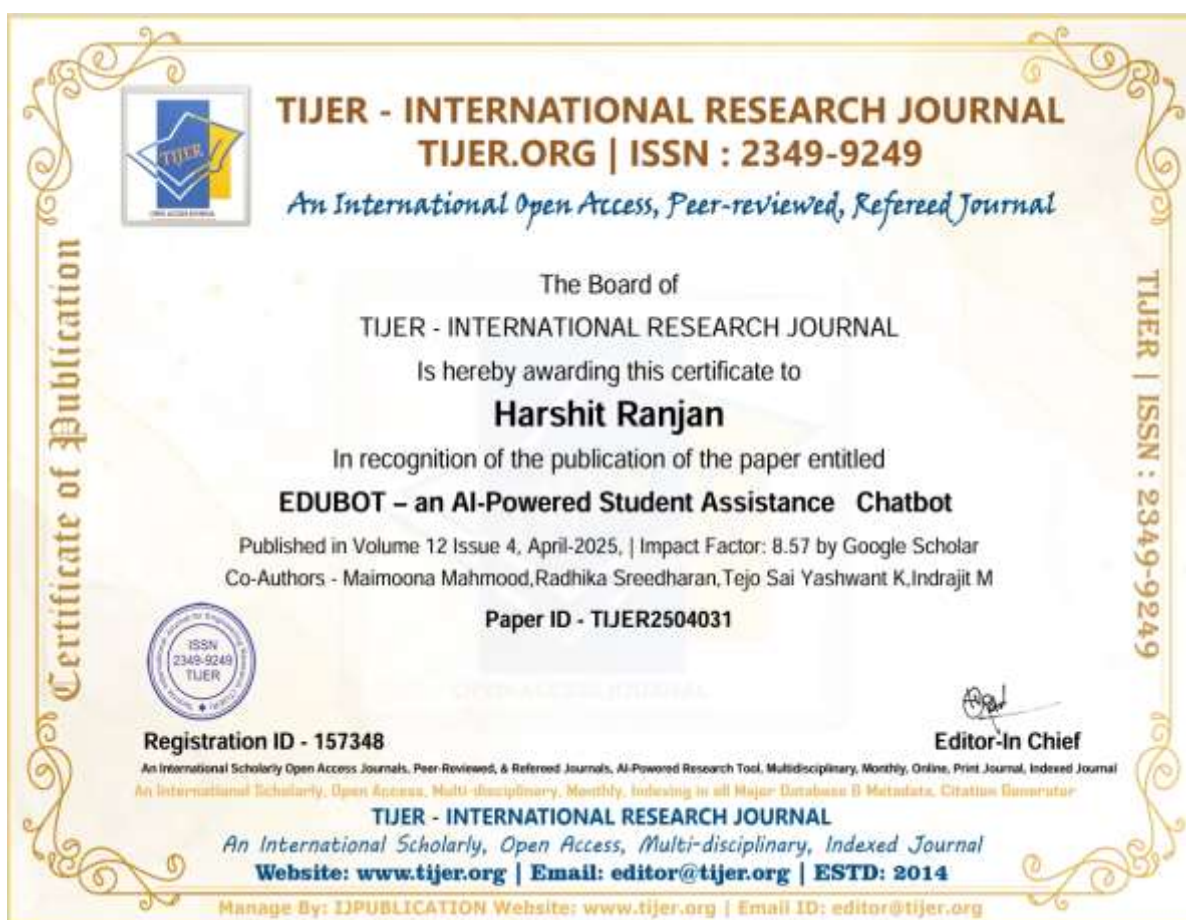 TIJER - INTERNATIONAL RESEARCH JOURNAL
TIJER.ORG | ISSN : 2349-9249
An International Open Access, Peer-reviewed, Refereed Journal
TIJER
OPEN ACCESS JOURNAL
Certificate of Publication
TIJER | ISSN : 2349-9249
The Board of
TIJER - INTERNATIONAL RESEARCH JOURNAL
Is hereby awarding this certificate to
Harshit Ranjan
In recognition of the publication of the paper entitled
EDUBOT – an AI-Powered Student Assistance Chatbot
Published in Volume 12 Issue 4, April-2025, | Impact Factor: 8.57 by Google Scholar
Co-Authors - Maimoona Mahmood,Radhika Sreedharan,Tejo Sai Yashwant K,Indrajit M
Paper ID - TIJER2504031
OPEN ACCESS JOURNAL
ISSN
2349-9249
TIJER
Registration ID - 157348
Editor-In Chief
An International Scholarly Open Access Journals, Peer-Reviewed, & Refereed Journals, AI-Powered Research Tool, Multidisciplinary, Monthly, Online, Print Journal, Indexed Journal
An International Scholarly, Open Access, Multi-disciplinary, Monthly, Indexing in all Major Database & Metadata, Citation Generator
TIJER - INTERNATIONAL RESEARCH JOURNAL
An International Scholarly, Open Access, Multi-disciplinary, Indexed Journal
Website: www.tijer.org | Email: editor@tijer.org | ESTD: 2014
Manage By: IJPUBLICATION Website: www.tijer.org | Email ID: editor@tijer.org